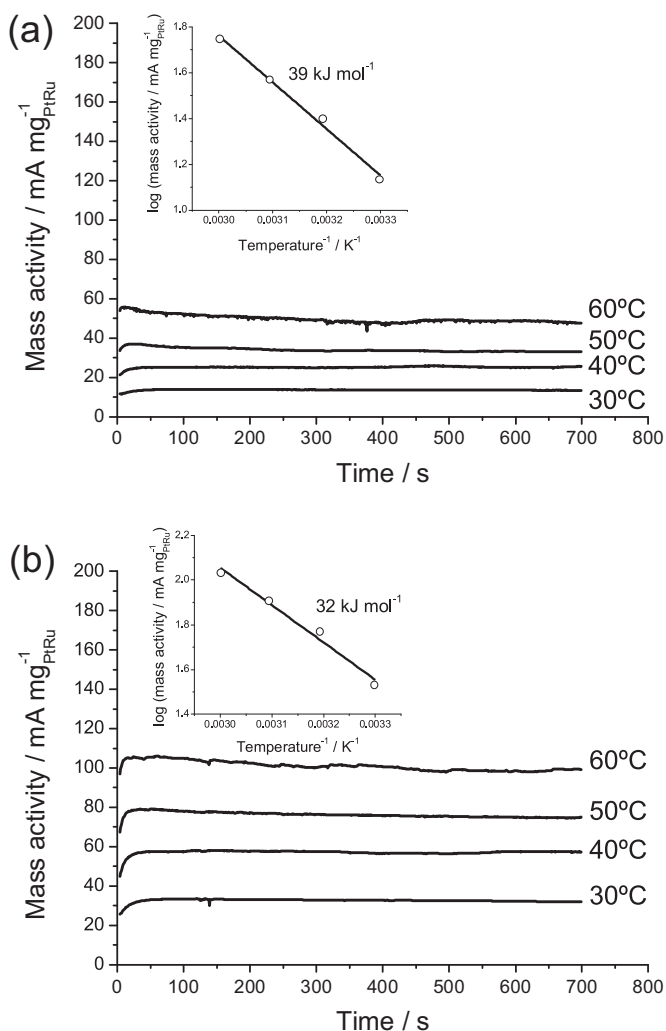 (a)
200
180
160
140
120
100
80
60
40
20
0
Mass activity / mA mg⁻¹PtRu
0 100 200 300 400 500 600 700 800
Time / s
60ºC
50ºC
40ºC
30ºC
log (mass activity / mA mg⁻¹PtRu)
1.8
1.6
1.4
1.2
1.0
39 kJ mol⁻¹
0.0030 0.0031 0.0032 0.0033
Temperature⁻¹ / K⁻¹
(b)
200
180
160
140
120
100
80
60
40
20
0
Mass activity / mA mg⁻¹PtRu
0 100 200 300 400 500 600 700 800
Time / s
60ºC
50ºC
40ºC
30ºC
log (mass activity / mA mg⁻¹PtRu)
2.2
2.0
1.8
1.6
1.4
32 kJ mol⁻¹
0.0030 0.0031 0.0032 0.0033
Temperature⁻¹ / K⁻¹